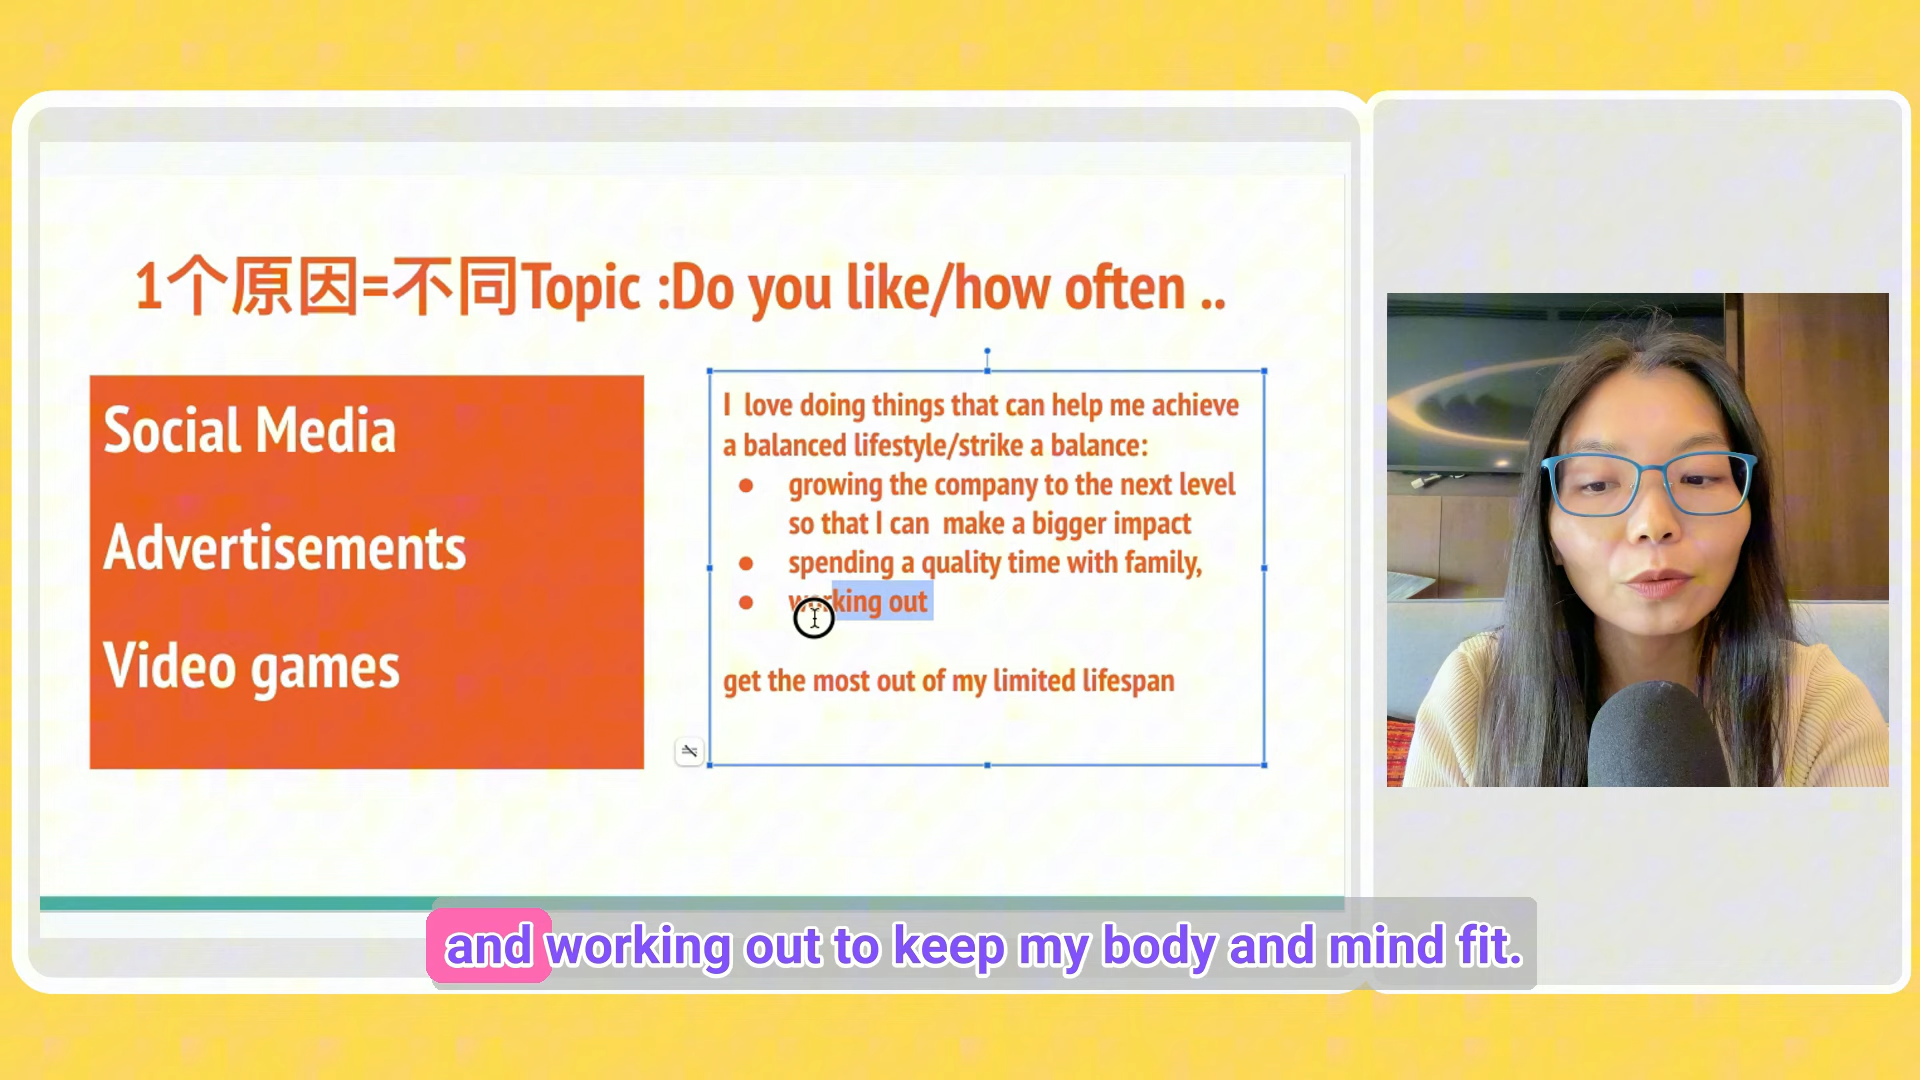 1个原因=不同Topic :Do you like/how often ..
Social Media
Advertisements
Video games
I love doing things that can help me achieve
a balanced lifestyle/strike a balance:
growing the company to the next level
so that I can make a bigger impact
spending a quality time with family,
working out
get the most out of my limited lifespan
and working out to keep my body and mind fit.